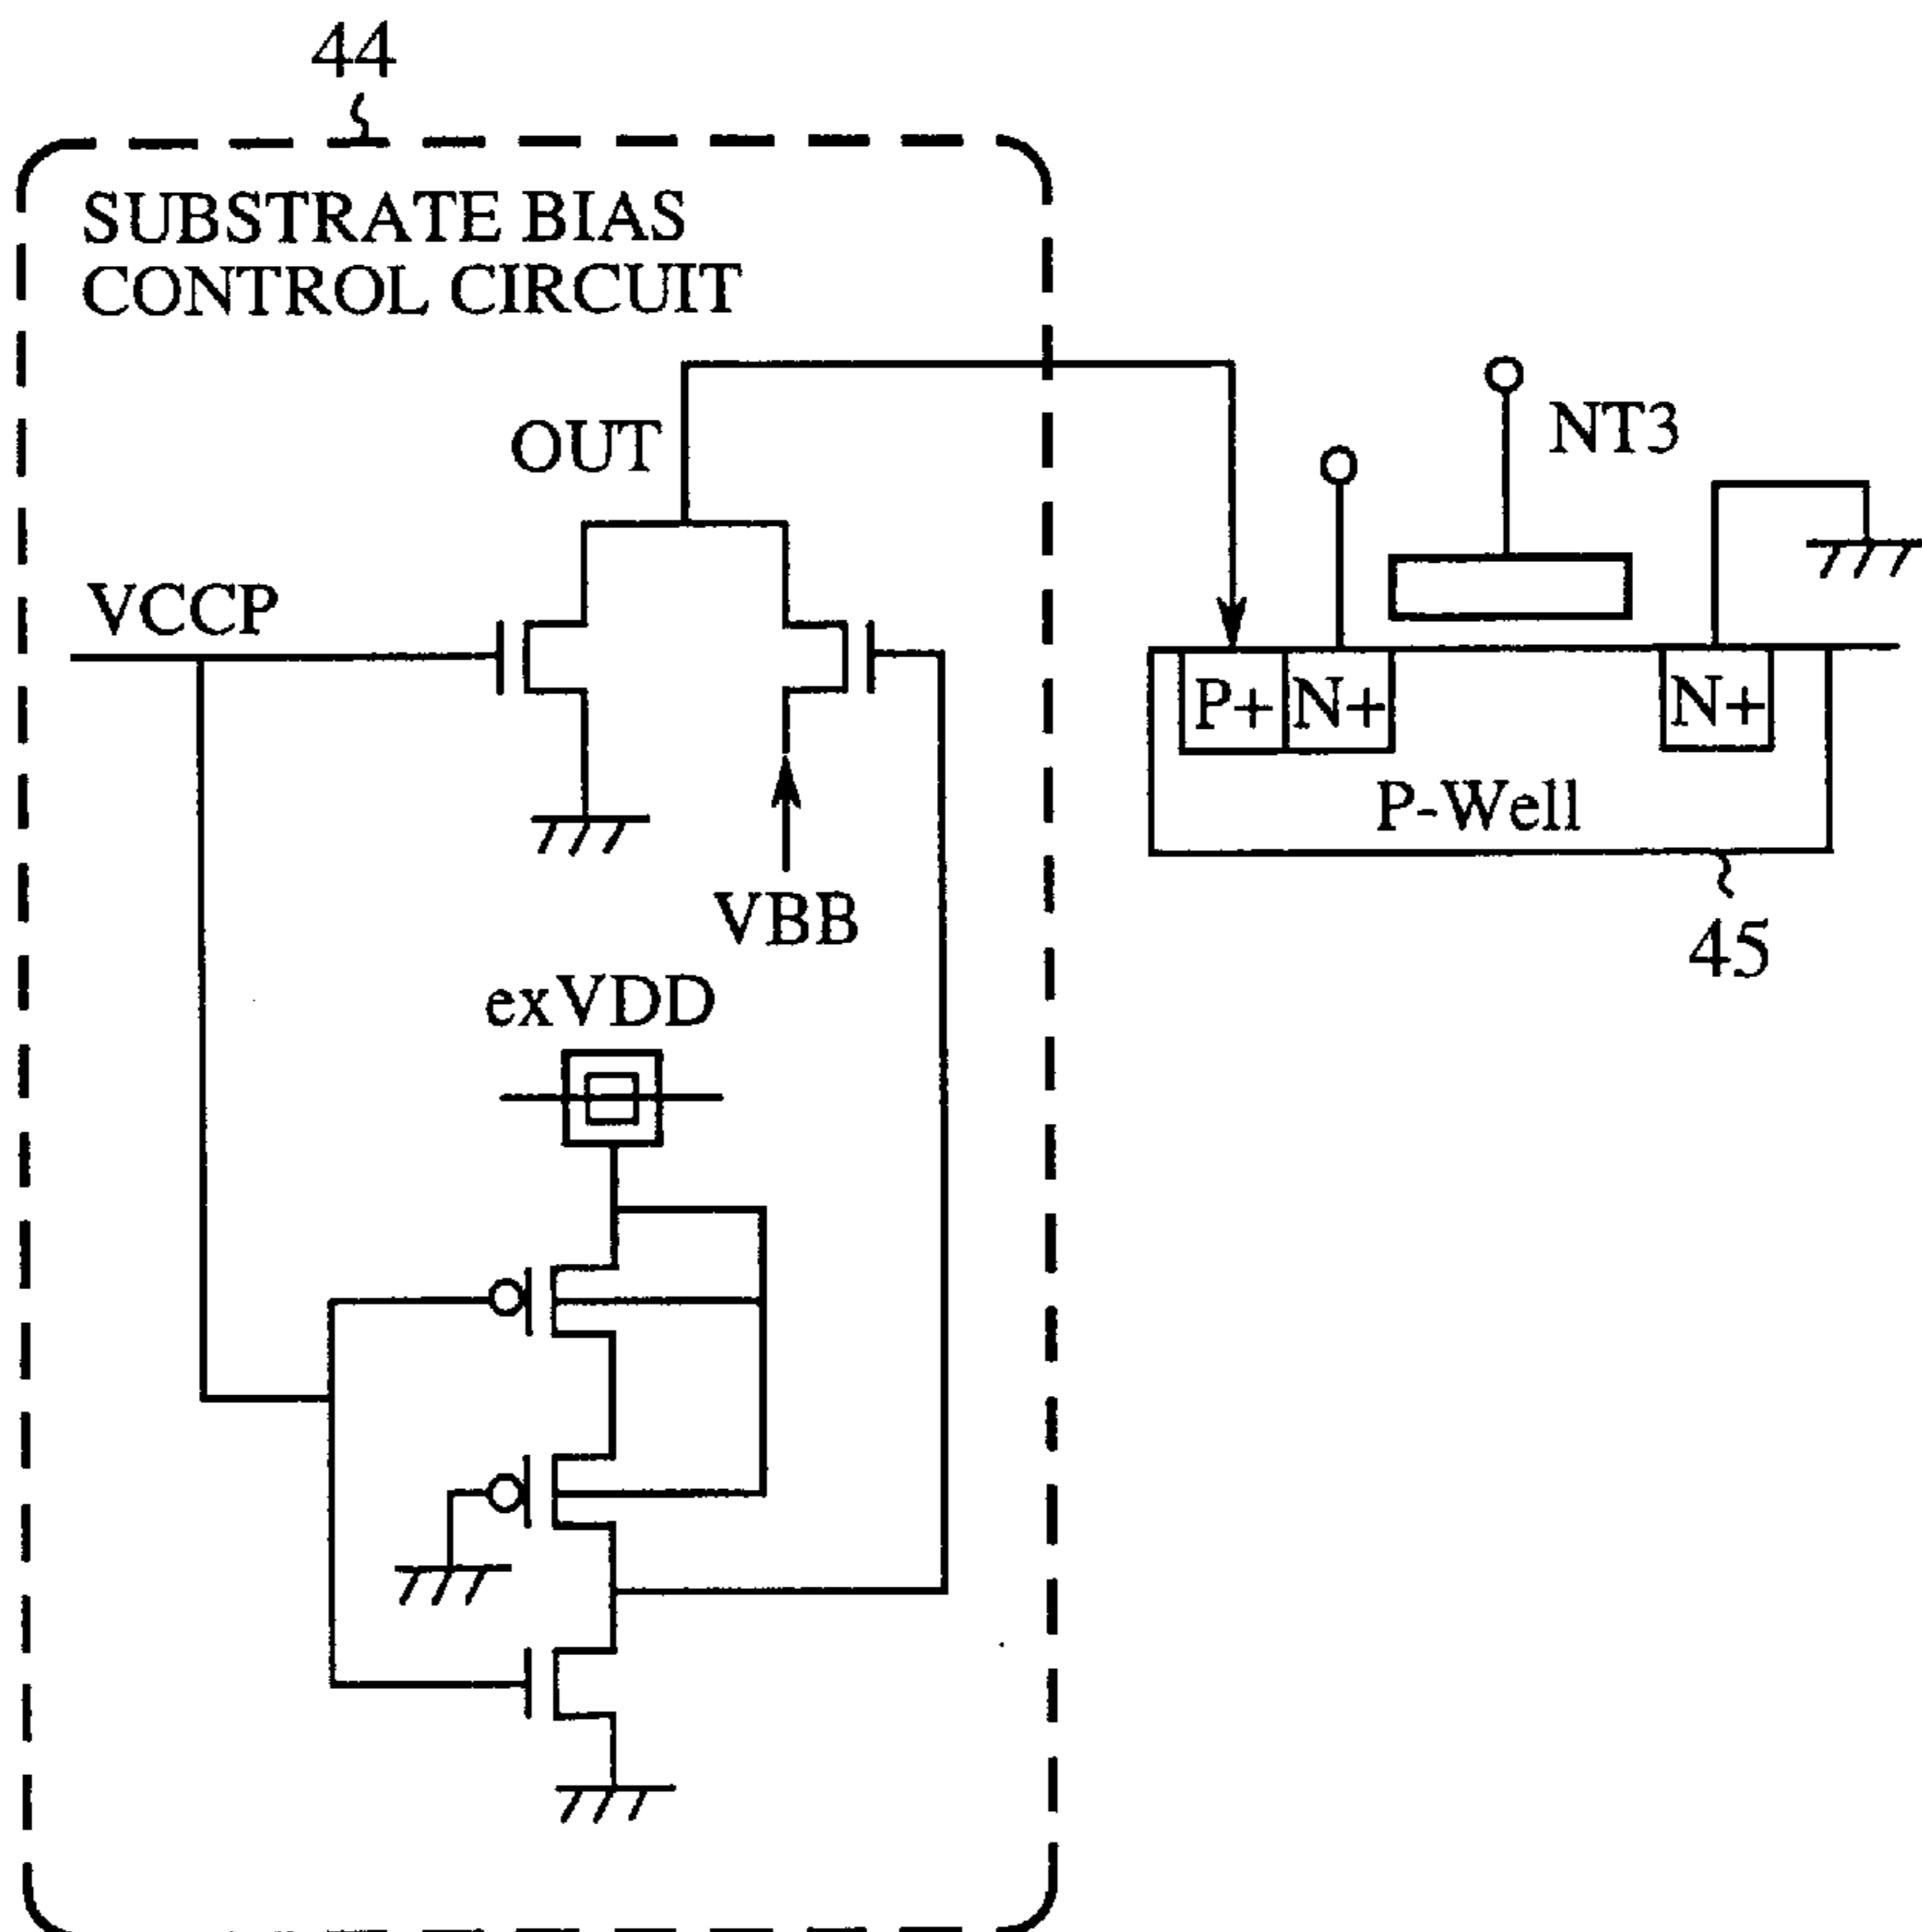 44
SUBSTRATE BIAS
CONTROL CIRCUIT
OUT
NT3
VCCP
P+
N+
N+
P-Well
VBB
45
exVDD